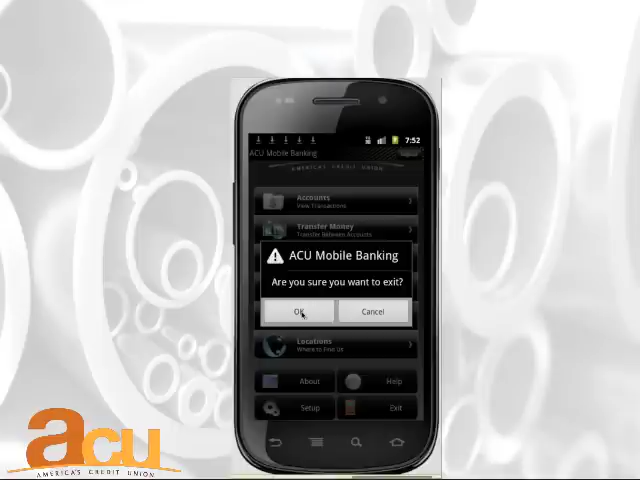 7:52
ACU Mobile Banking
AMERICA'S CREDIT UNION
Accounts
View Transactions
Transfer Money
Transfer Between Accounts
ACU Mobile Banking
Are you sure you want to exit?
OK
Cancel
Locations
Where to Find Us
About
Help
Setup
Exit
acu
AMERICA'S CREDIT UNION